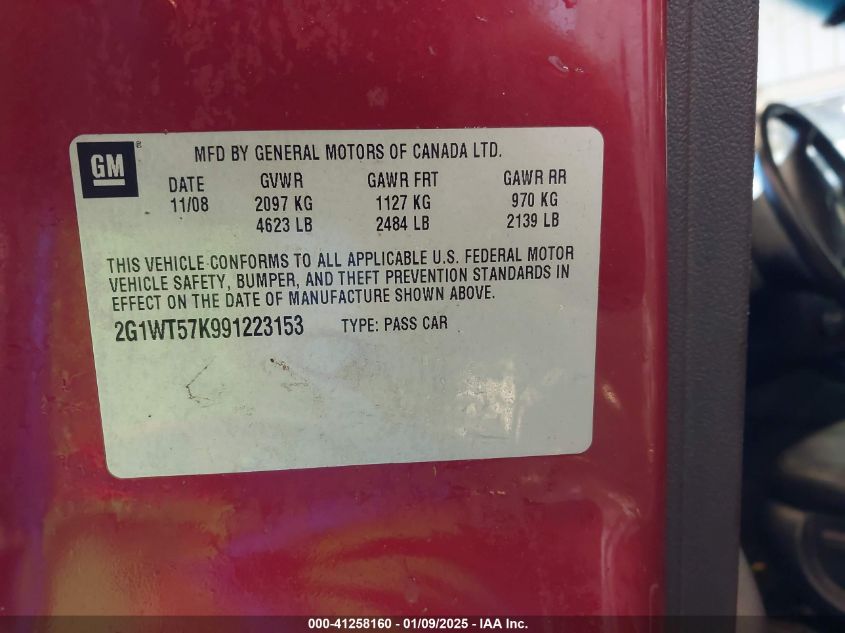 GM ® MFD BY GENERAL MOTORS OF CANADA LTD.
DATE GVWR GAWR FRT GAWR RR
11/08 2097 KG 1127 KG 970 KG
4623 LB 2484 LB 2139 LB
THIS VEHICLE CONFORMS TO ALL APPLICABLE U.S. FEDERAL MOTOR
VEHICLE SAFETY, BUMPER, AND THEFT PREVENTION STANDARDS IN
EFFECT ON THE DATE OF MANUFACTURE SHOWN ABOVE.
2G1WT57K991223153 TYPE: PASS CAR
000-41258160 - 01/09/2025 - IAA Inc.